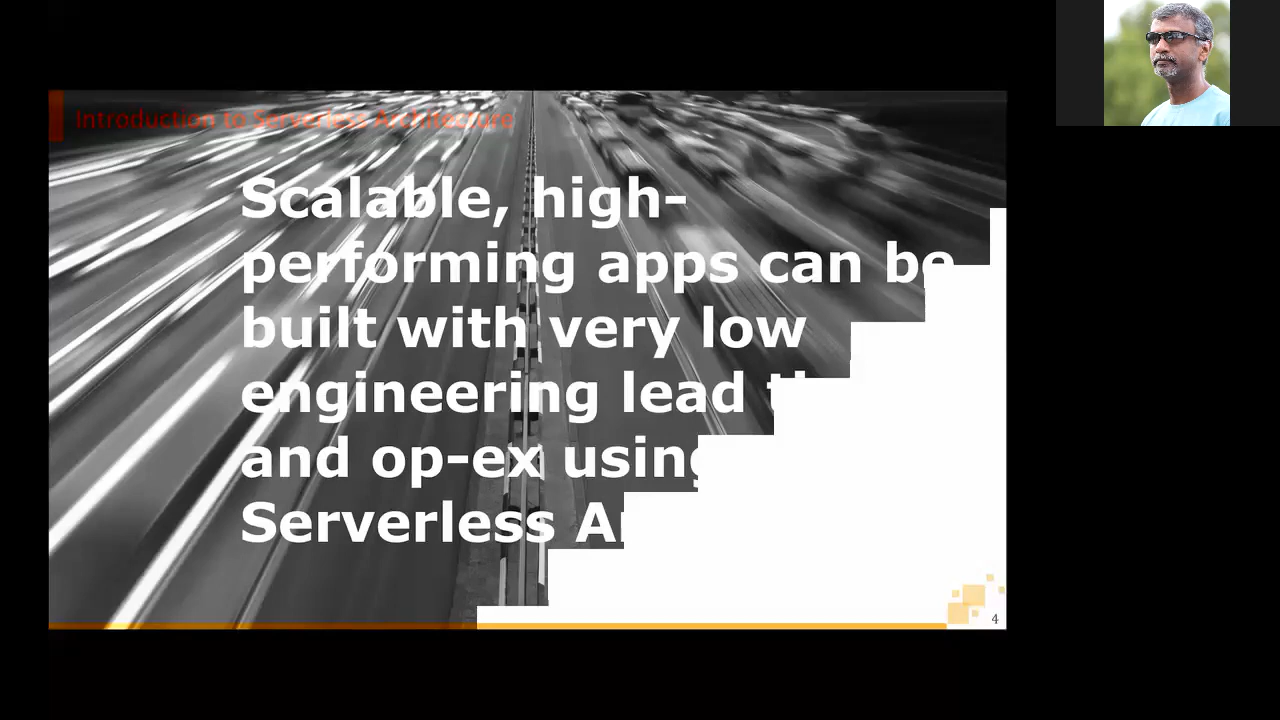 Introduction to Serverless Architecture
Scalable, high-
performing apps can be
built with very low
engineering lead
and op-ex using
Serverless
4